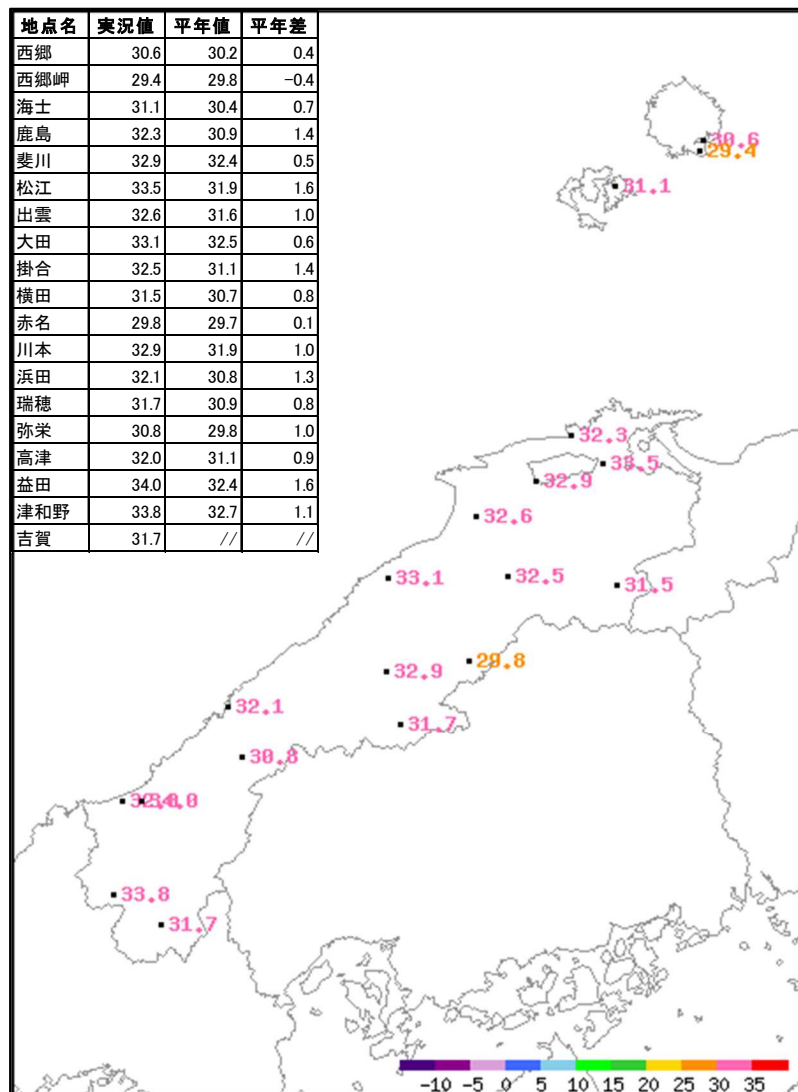 地点名 実況値 平年値 平年差
西郷 30.6 30.2 0.4
西郷岬 29.4 29.8 -0.4
海士 31.1 30.4 0.7
鹿島 32.3 30.9 1.4
斐川 32.9 32.4 0.5
松江 33.5 31.9 1.6
出雲 32.6 31.6 1.0
大田 33.1 32.5 0.6
掛合 32.5 31.1 1.4
横田 31.5 30.7 0.8
赤名 29.8 29.7 0.1
川本 32.9 31.9 1.0
浜田 32.1 30.8 1.3
瑞穂 31.7 30.9 0.8
弥栄 30.8 29.8 1.0
高津 32.0 31.1 0.9
益田 34.0 32.4 1.6
津和野 33.8 32.7 1.1
吉賀 31.7 // //
30.6
29.4
31.1
32.3
33.5
32.9
32.6
33.1
32.5
31.5
29.8
32.9
32.1
31.7
30.8
33.8
31.7
-10 -5 0 5 10 15 20 25 30 35